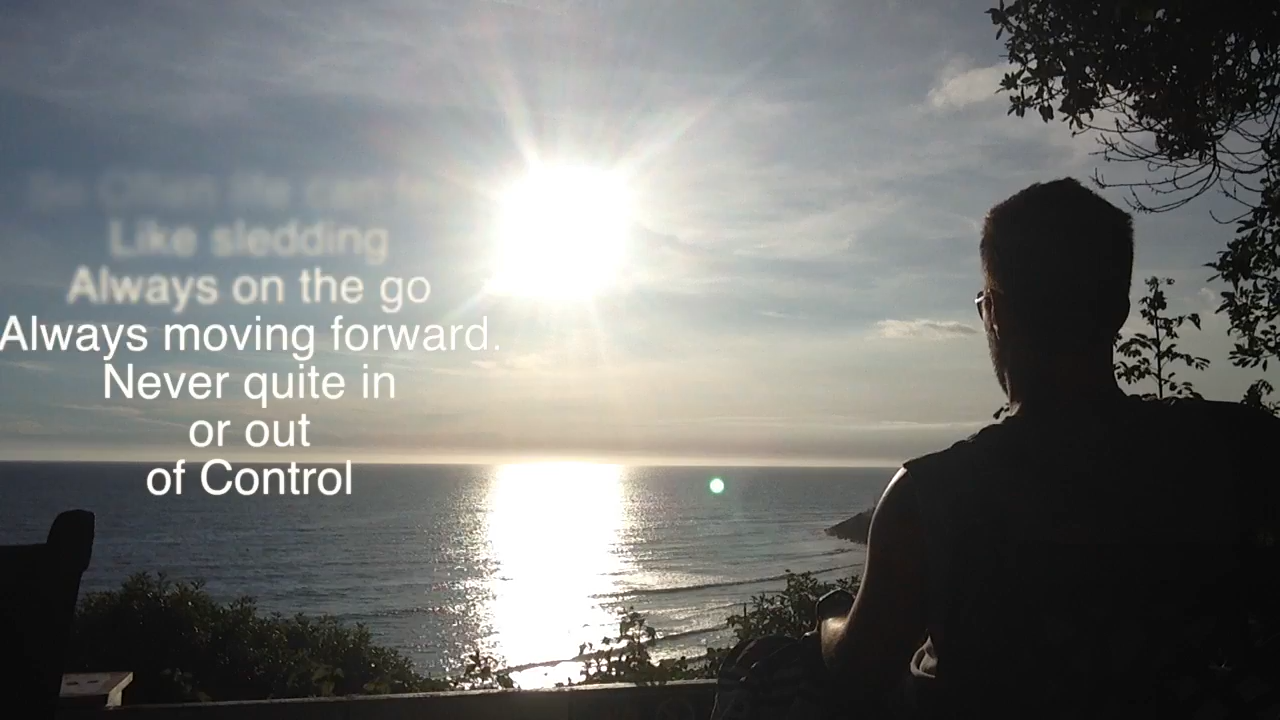 Like sledding
Always on the go
Always moving forward.
Never quite in
or out
of Control